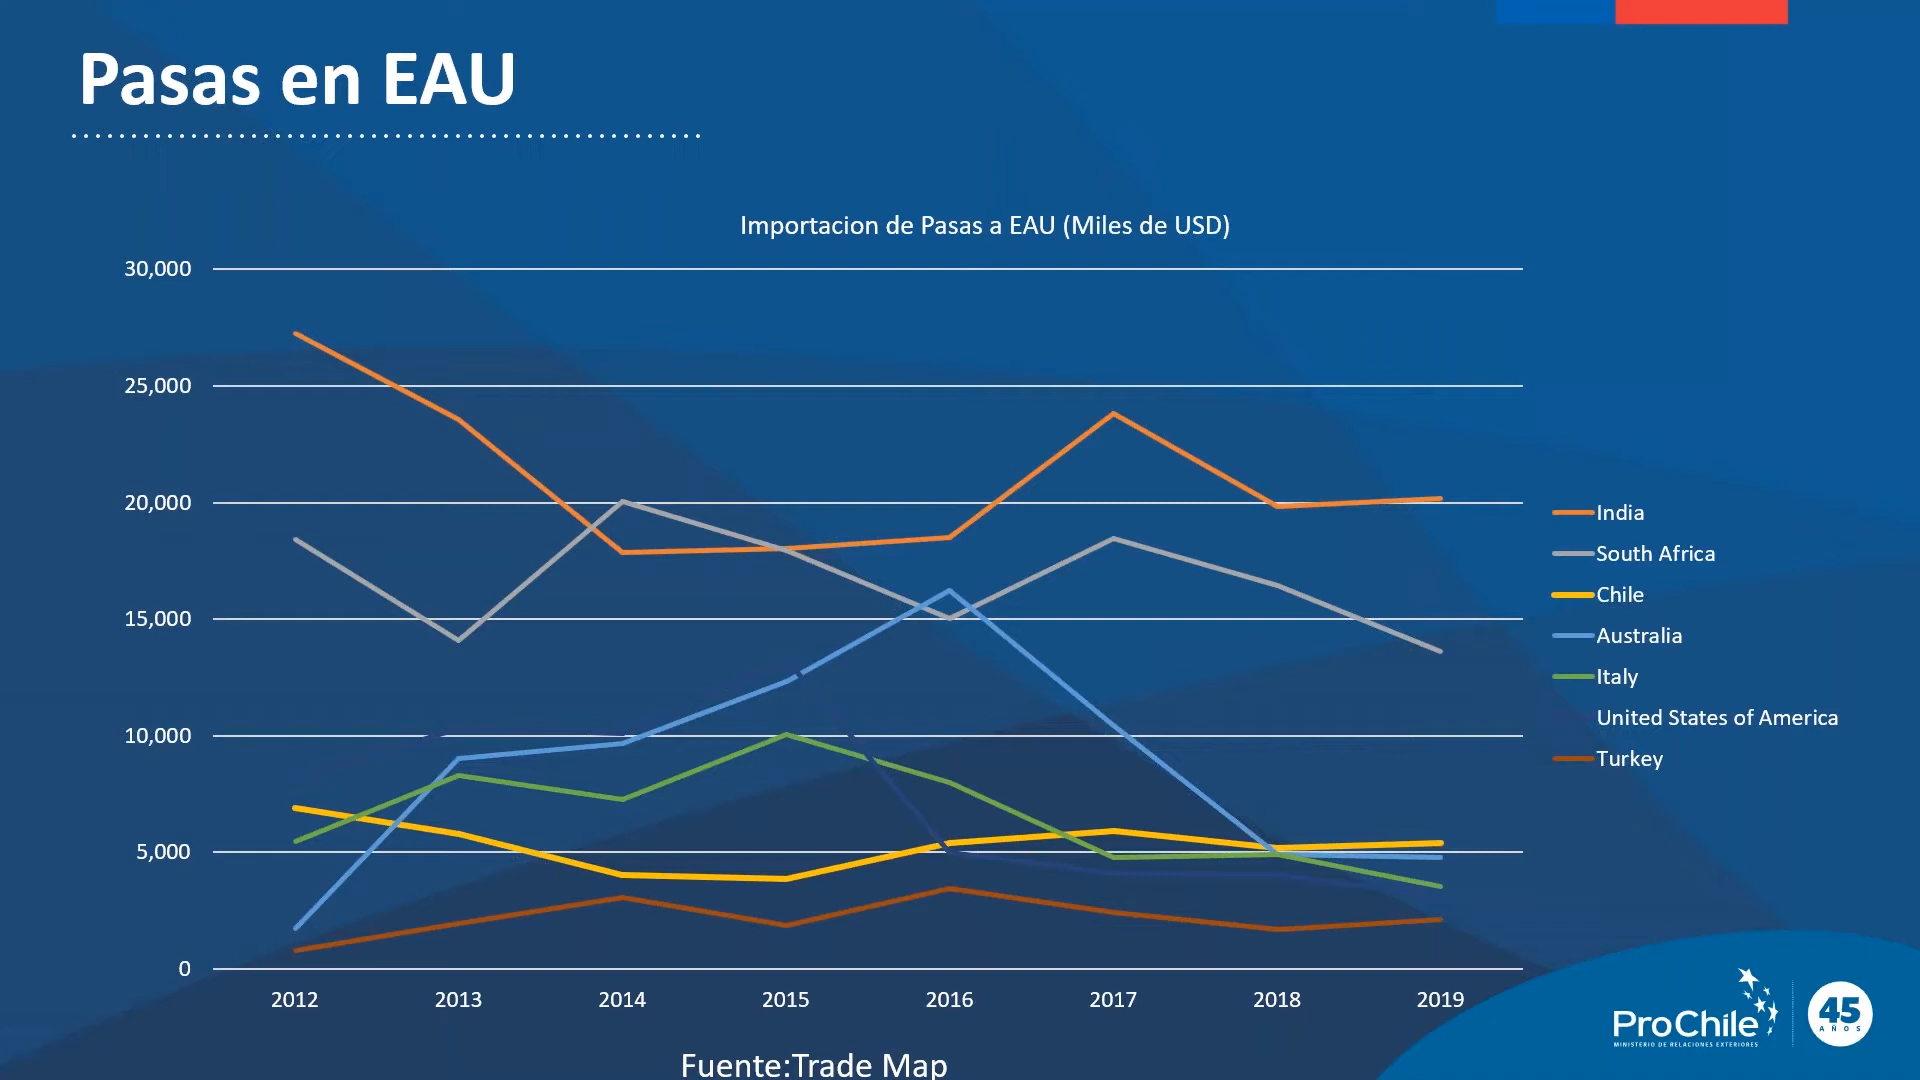 Pasas en EAU
Importacion de Pasas a EAU (Miles de USD)
30,000
25,000
20,000
15,000
10,000
5,000
0
2012 2013 2014 2015 2016 2017 2018 2019
India
South Africa
Chile
Australia
Italy
United States of America
Turkey
Fuente:Trade Map
ProChile
MINISTERIO DE RELACIONES EXTERIORES
45
AÑOS